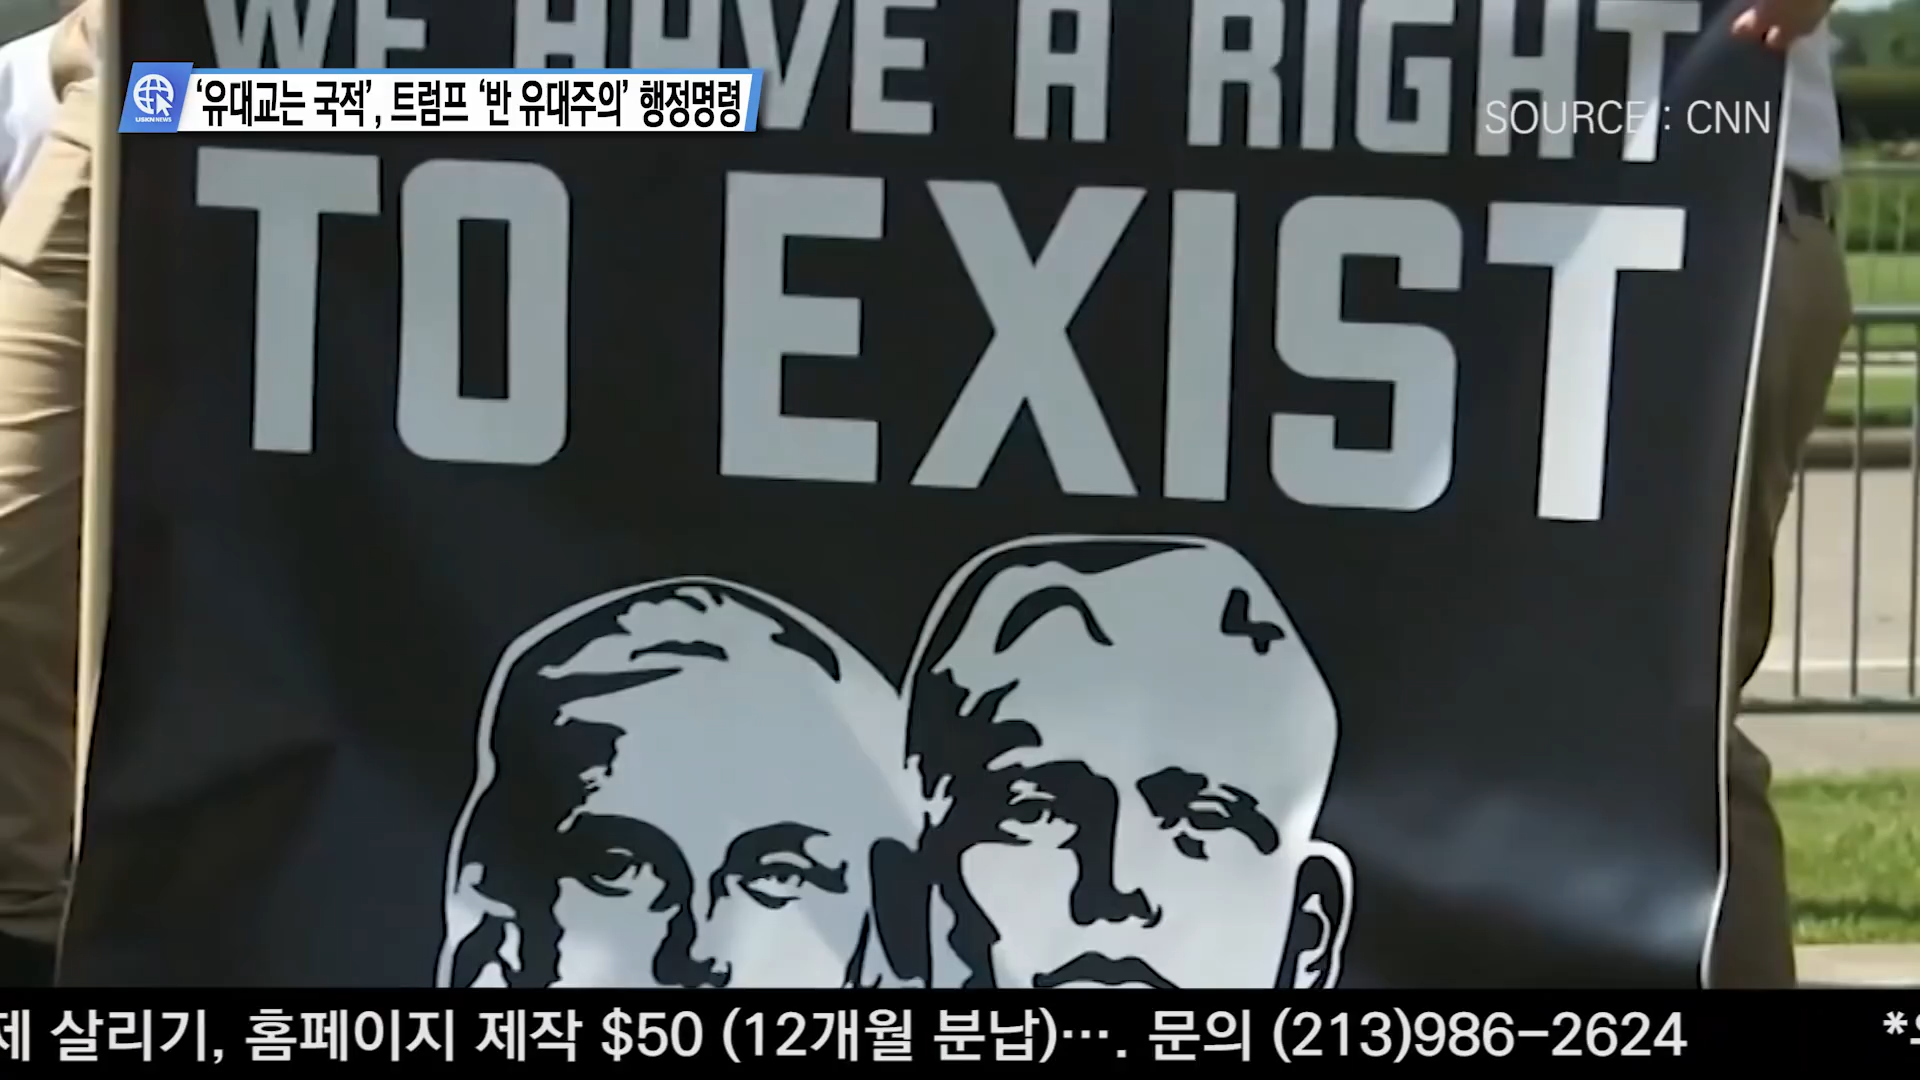 WE HAVE A RIGHT
USKN NEWS
‘유대교는 국적’, 트럼프 ‘반 유대주의’ 행정명령
SOURCE : CNN
TO EXIST
제 살리기, 홈페이지 제작 $50 (12개월 분납)…. 문의 (213)986-2624